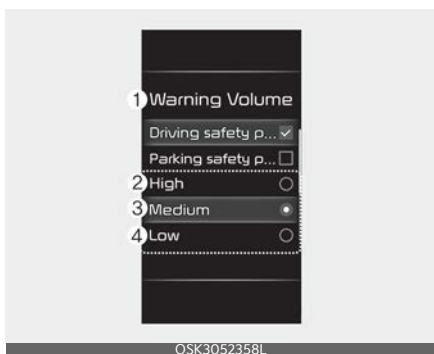 1 Warning Volume
Driving safety p...
Parking safety p...
2 High
3 Medium
4 Low
OSK3052358L